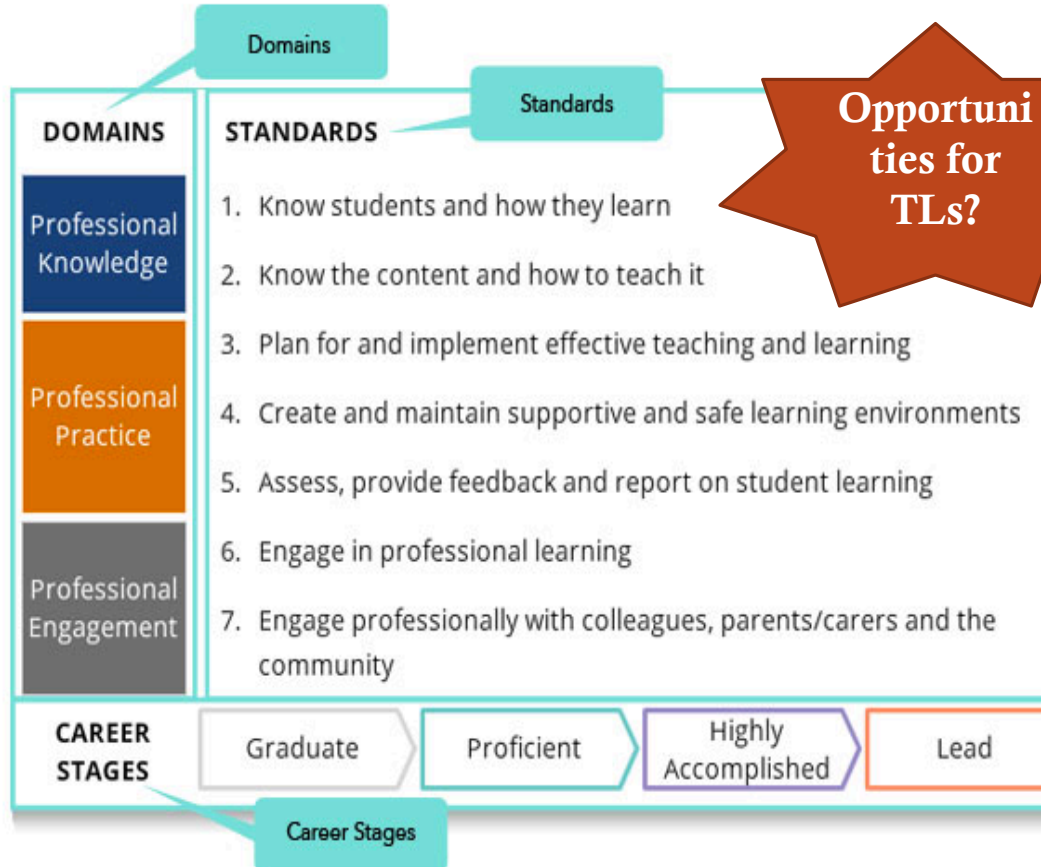 Domains
Standards
Opportuni
ties for
TLs?
DOMAINS
STANDARDS
Professional
Knowledge
1. Know students and how they learn
2. Know the content and how to teach it
Professional
Practice
3. Plan for and implement effective teaching and learning
4. Create and maintain supportive and safe learning environments
5. Assess, provide feedback and report on student learning
Professional
Engagement
6. Engage in professional learning
7. Engage professionally with colleagues, parents/carers and the
community
CAREER
STAGES
Graduate
Proficient
Highly
Accomplished
Lead
Career Stages